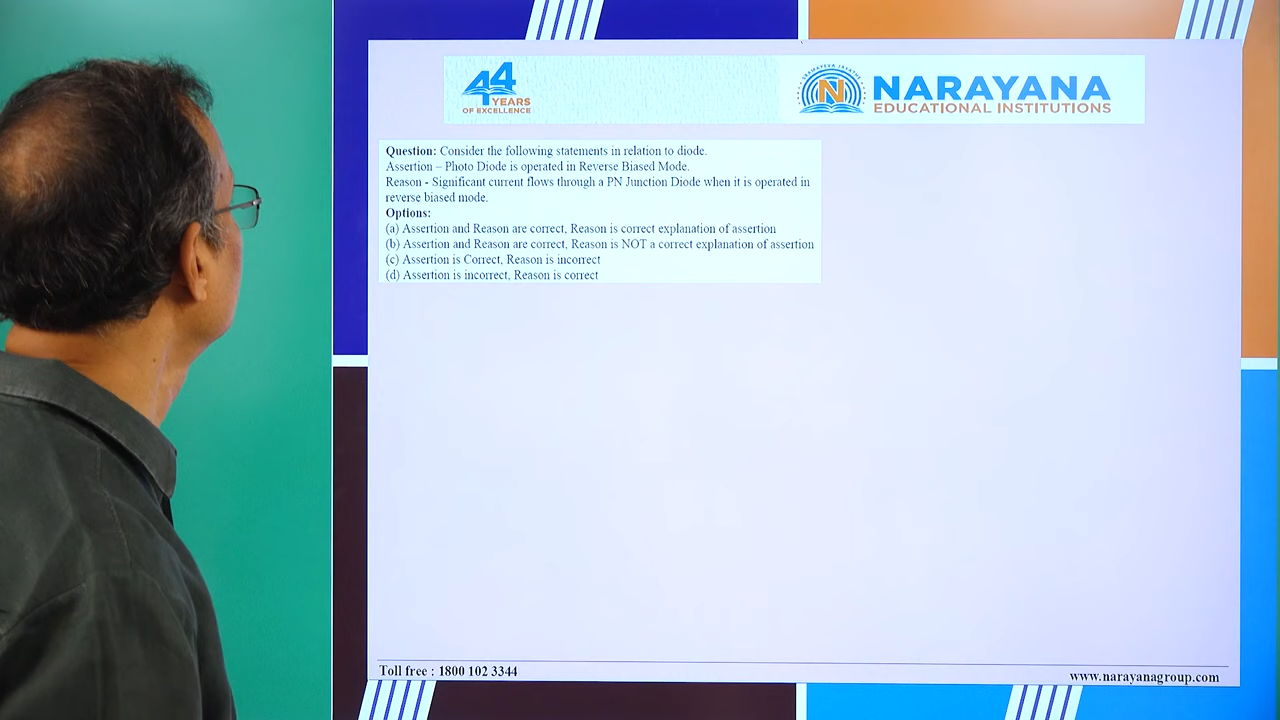 44
YEARS
OF EXCELLENCE
NARAYANA
EDUCATIONAL INSTITUTIONS
Question: Consider the following statements in relation to diode.
Assertion – Photo Diode is operated in Reverse Biased Mode.
Reason - Significant current flows through a PN Junction Diode when it is operated in
reverse biased mode.
Options:
(a) Assertion and Reason are correct, Reason is correct explanation of assertion
(b) Assertion and Reason are correct, Reason is NOT a correct explanation of assertion
(c) Assertion is Correct, Reason is incorrect
(d) Assertion is incorrect, Reason is correct
Toll free : 1800 102 3344
www.narayanagroup.com